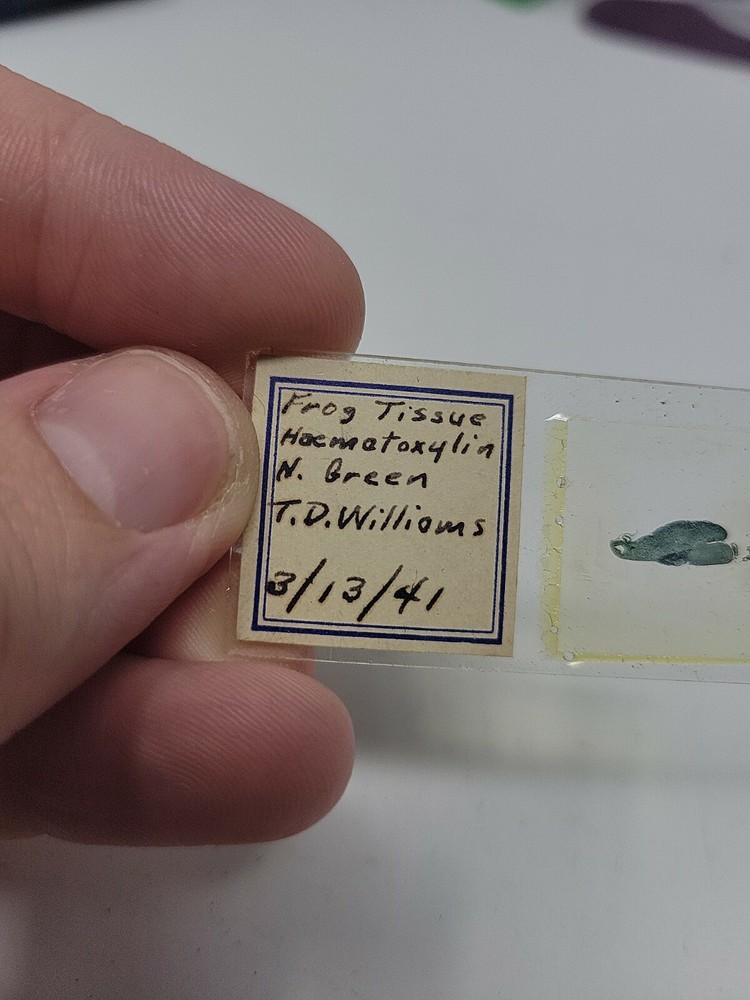 Frog Tissue
Haematoxylin
N. Green
T.D.Williams
3/13/41